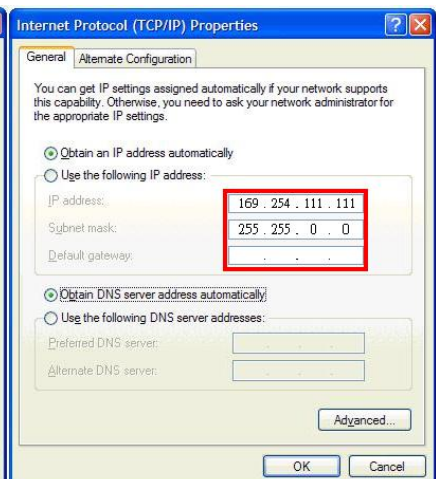 Internet Protocol (TCP/IP) Properties
General Alternate Configuration
You can get IP settings assigned automatically if your network supports
this capability. Otherwise, you need to ask your network administrator for
the appropriate IP settings.
Obtain an IP address automatically
Use the following IP address:
IP address: 169 . 254 . 111 . 111
Subnet mask: 255 . 255 . 0 . 0
Default gateway: . . .
Obtain DNS server address automatically
Use the following DNS server addresses:
Preferred DNS server: . . .
Alternate DNS server: . . .
Advanced...
OK Cancel